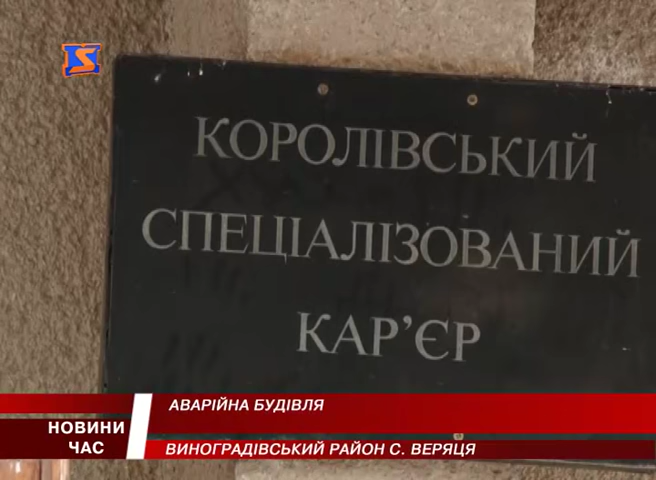 КОРОЛІВСЬКИЙ
СПЕЦІАЛІЗОВАНИЙ
КАР'ЄР
АВАРІЙНА БУДІВЛЯ
НОВИНИ
ЧАС
ВИНОГРАДІВСЬКИЙ РАЙОН С. ВЕРЯЦЯ